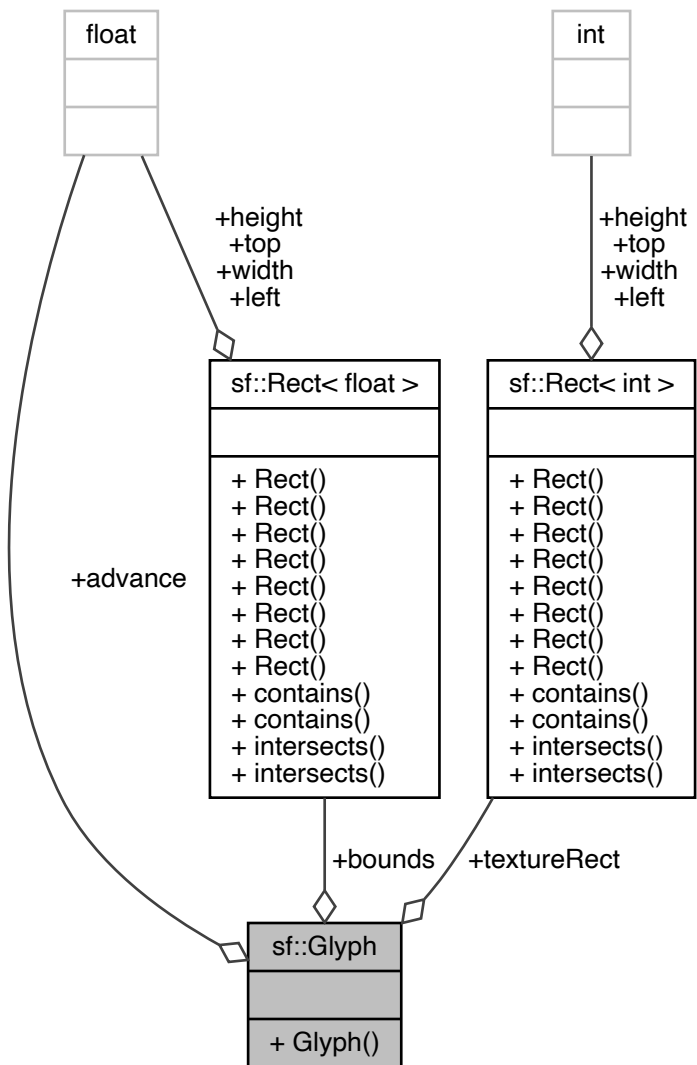 float
int
+height
+top
+width
+left
+height
+top
+width
+left
sf::Rect< float >
+ Rect()
+ Rect()
+ Rect()
+ Rect()
+ Rect()
+ Rect()
+ Rect()
+ Rect()
+ contains()
+ contains()
+ intersects()
+ intersects()
sf::Rect< int >
+ Rect()
+ Rect()
+ Rect()
+ Rect()
+ Rect()
+ Rect()
+ Rect()
+ Rect()
+ contains()
+ contains()
+ intersects()
+ intersects()
+advance
+bounds
+textureRect
sf::Glyph
+ Glyph()